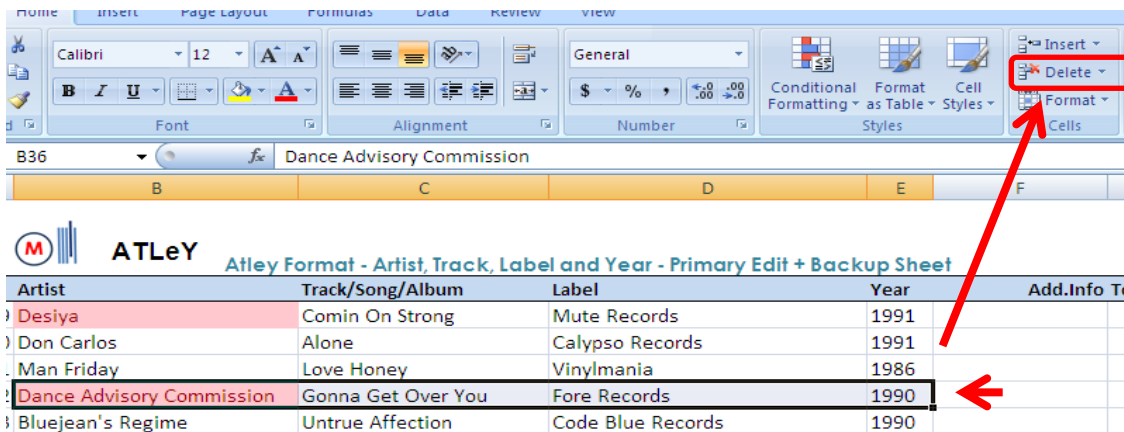 Home Insert Page Layout Formulas Data Review View
Calibri 12 A A General Insert
Delete
B I U A $ % , .00 .00 Conditional Formatting Format as Table Cell Styles Format
Font Alignment Number Styles Cells
B36 fx Dance Advisory Commission
B C D E F
M ATLeY Atley Format - Artist, Track, Label and Year - Primary Edit + Backup Sheet
Artist Track/Song/Album Label Year Add.Info
Desiya Comin On Strong Mute Records 1991
Don Carlos Alone Calypso Records 1991
Man Friday Love Honey Vinylmania 1986
Dance Advisory Commission Gonna Get Over You Fore Records 1990
Bluejean's Regime Untrue Affection Code Blue Records 1990